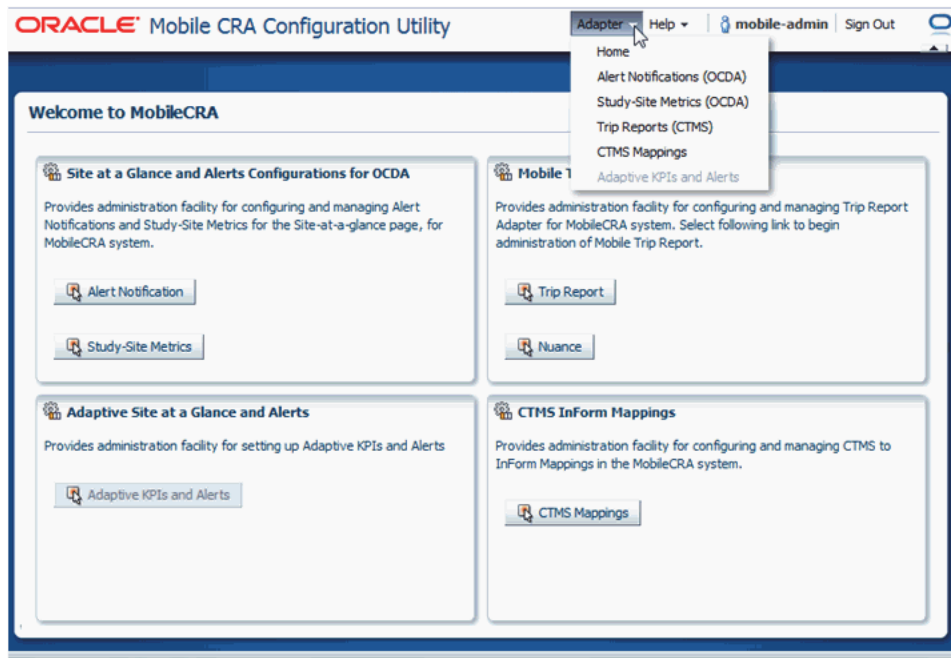 ORACLE' Mobile CRA Configuration Utility
Adapter Help mobile-admin Sign Out
Home
Alert Notifications (OCDA)
Study-Site Metrics (OCDA)
Trip Reports (CTMS)
CTMS Mappings
Adaptive KPIs and Alerts
Welcome to MobileCRA
Site at a Glance and Alerts Configurations for OCDA
Provides administration facility for configuring and managing Alert
Notifications and Study-Site Metrics for the Site-at-a-glance page, for
MobileCRA system.
Alert Notification
Study-Site Metrics
Mobile T
Provides administration facility for configuring and managing Trip Report
Adapter for MobileCRA system. Select following link to begin
administration of Mobile Trip Report.
Trip Report
Nuance
Adaptive Site at a Glance and Alerts
Provides administration facility for setting up Adaptive KPIs and Alerts
Adaptive KPIs and Alerts
CTMS InForm Mappings
Provides administration facility for configuring and managing CTMS to
InForm Mappings in the MobileCRA system.
CTMS Mappings